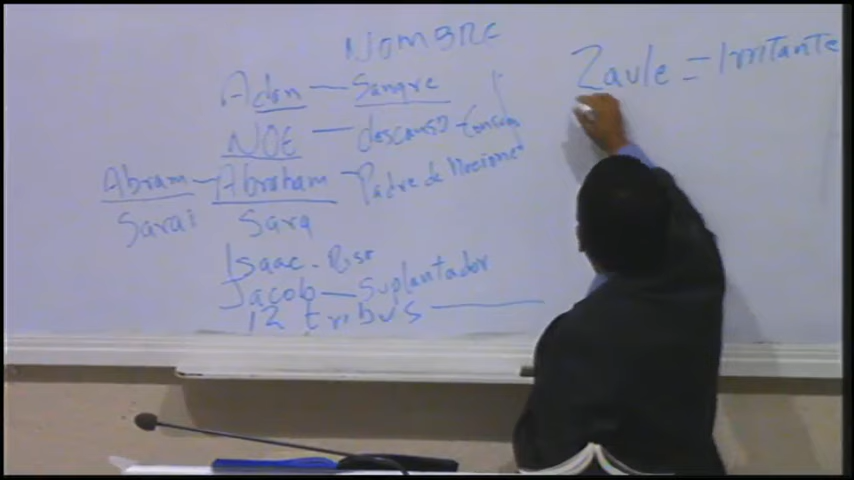 NOMBRE
Adan — Sangre
NOE — descanso -
Abram — Abraham — Padre de Naciones
Sarai Sara
Isaac - Risa
Jacob — Suplantador
12 tribus —
Zaule = Irritante